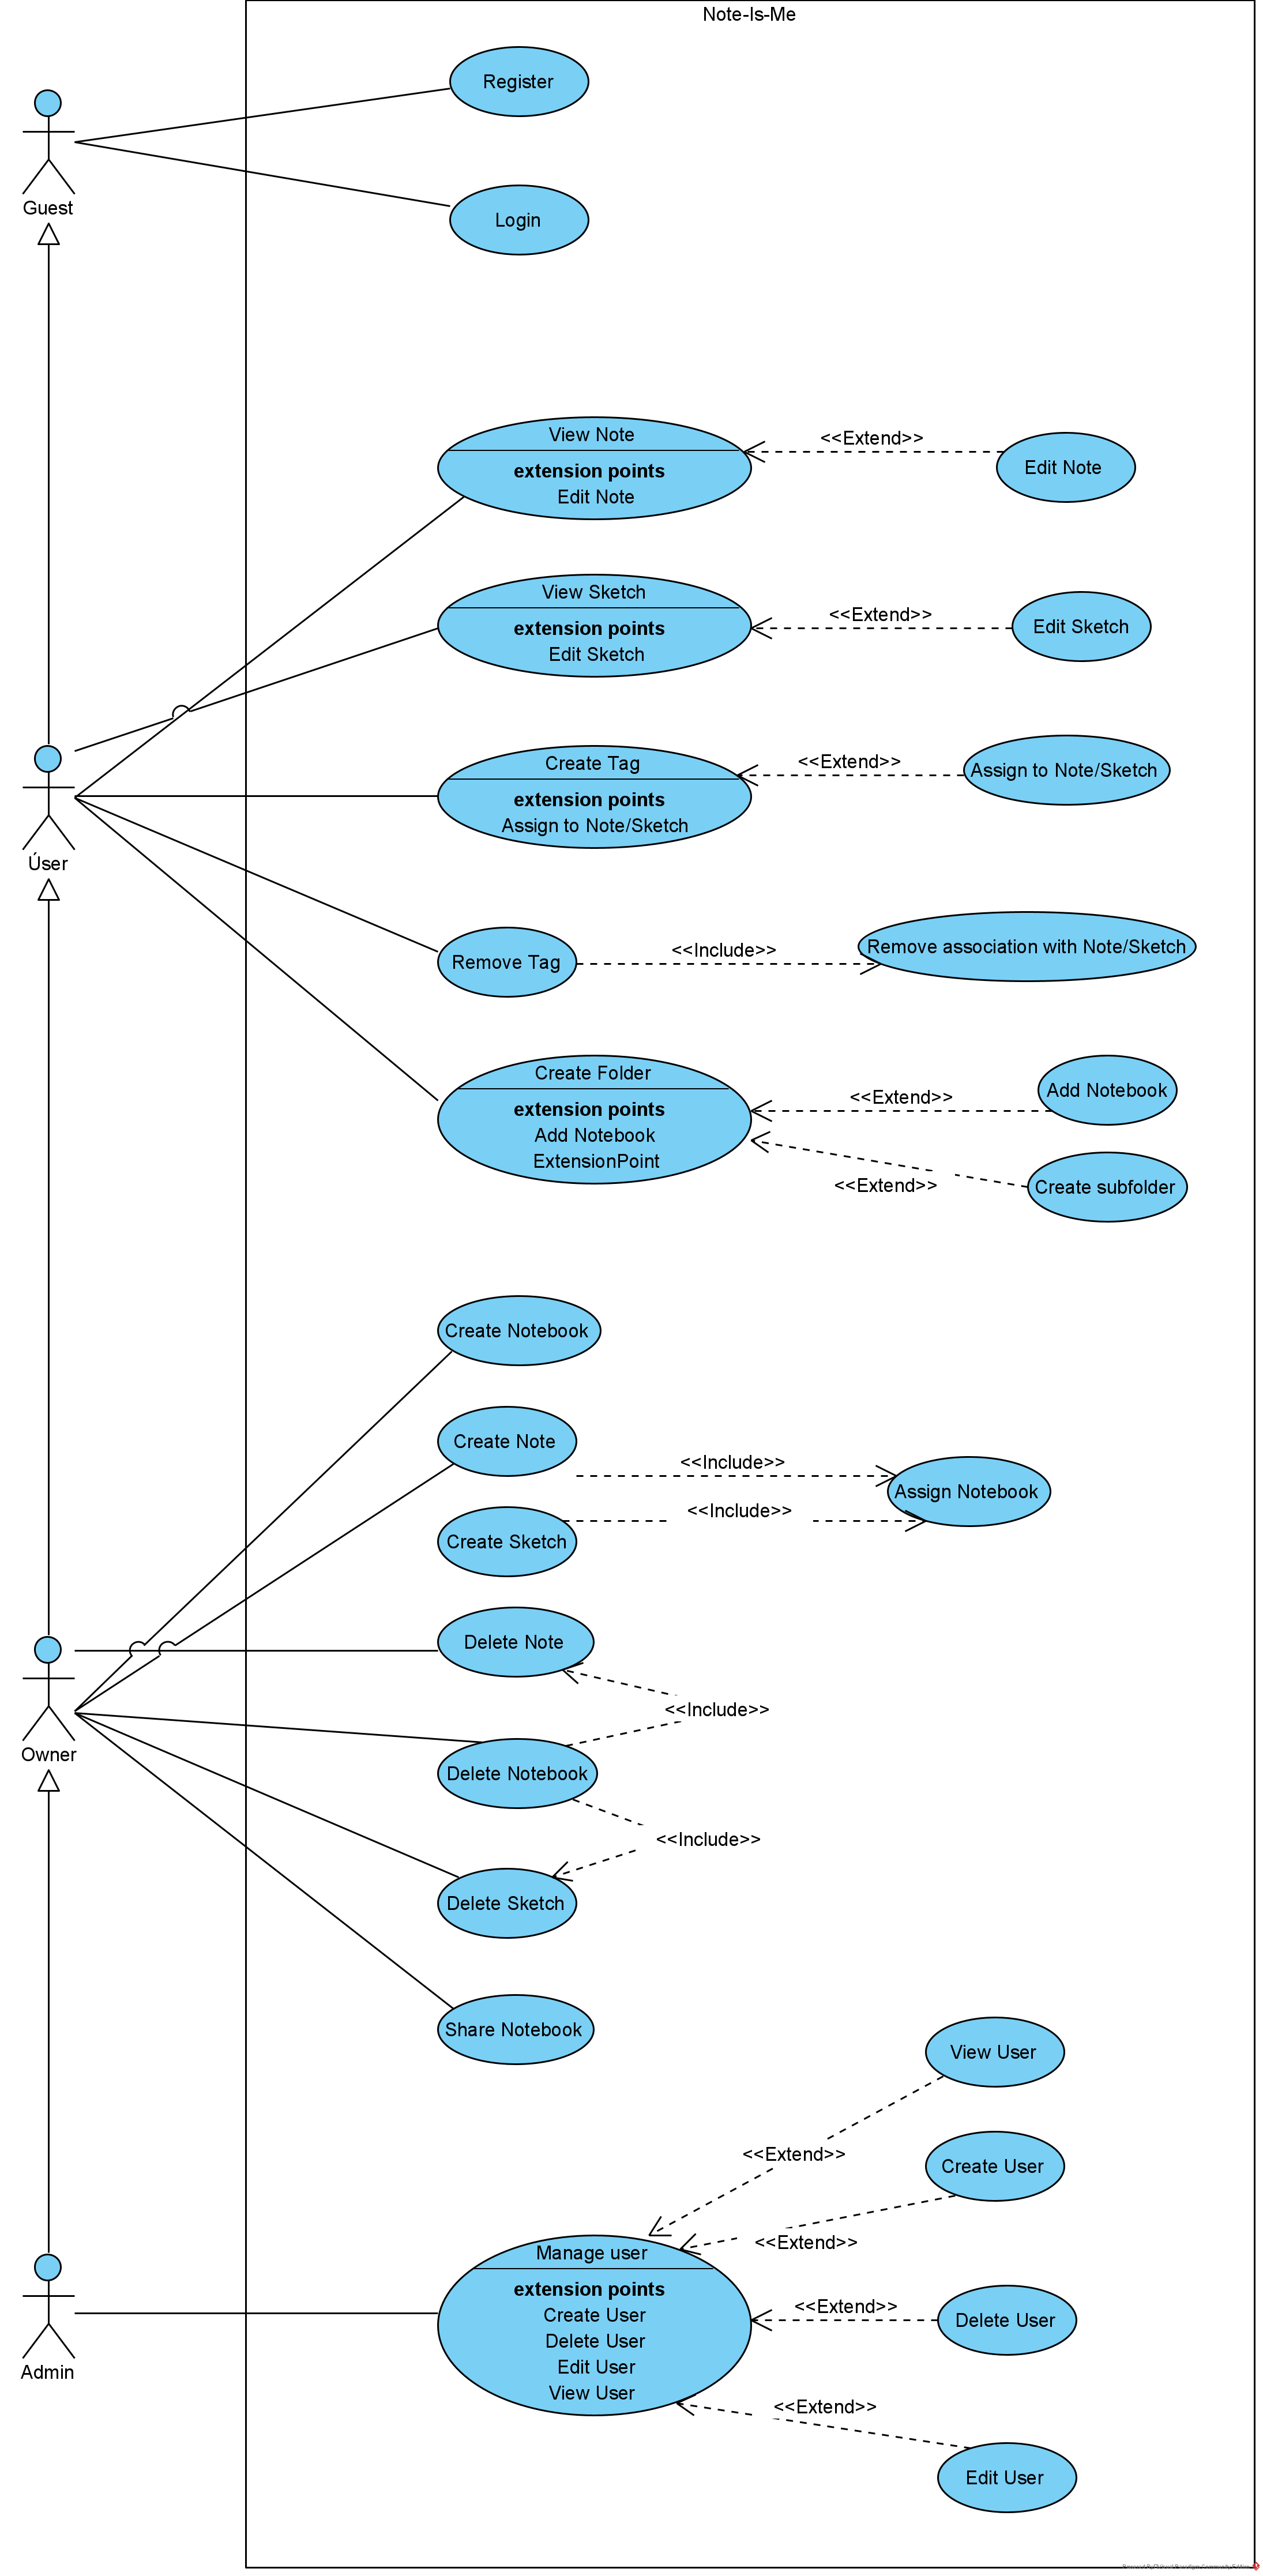 Note-Is-Me
Register
Guest
Login
View Note
extension points
Edit Note
<<Extend>>
Edit Note
View Sketch
extension points
Edit Sketch
<<Extend>>
Edit Sketch
Úser
Create Tag
extension points
Assign to Note/Sketch
<<Extend>>
Assign to Note/Sketch
Remove Tag
<<Include>>
Remove association with Note/Sketch
Create Folder
extension points
Add Notebook
ExtensionPoint
<<Extend>>
Add Notebook
<<Extend>>
Create subfolder
Create Notebook
Create Note
<<Include>>
Assign Notebook
<<Include>>
Create Sketch
Delete Note
<<Include>>
Owner
Delete Notebook
<<Include>>
Delete Sketch
Share Notebook
View User
<<Extend>>
Create User
<<Extend>>
Manage user
extension points
Create User
Delete User
Edit User
View User
<<Extend>>
Delete User
Admin
<<Extend>>
Edit User